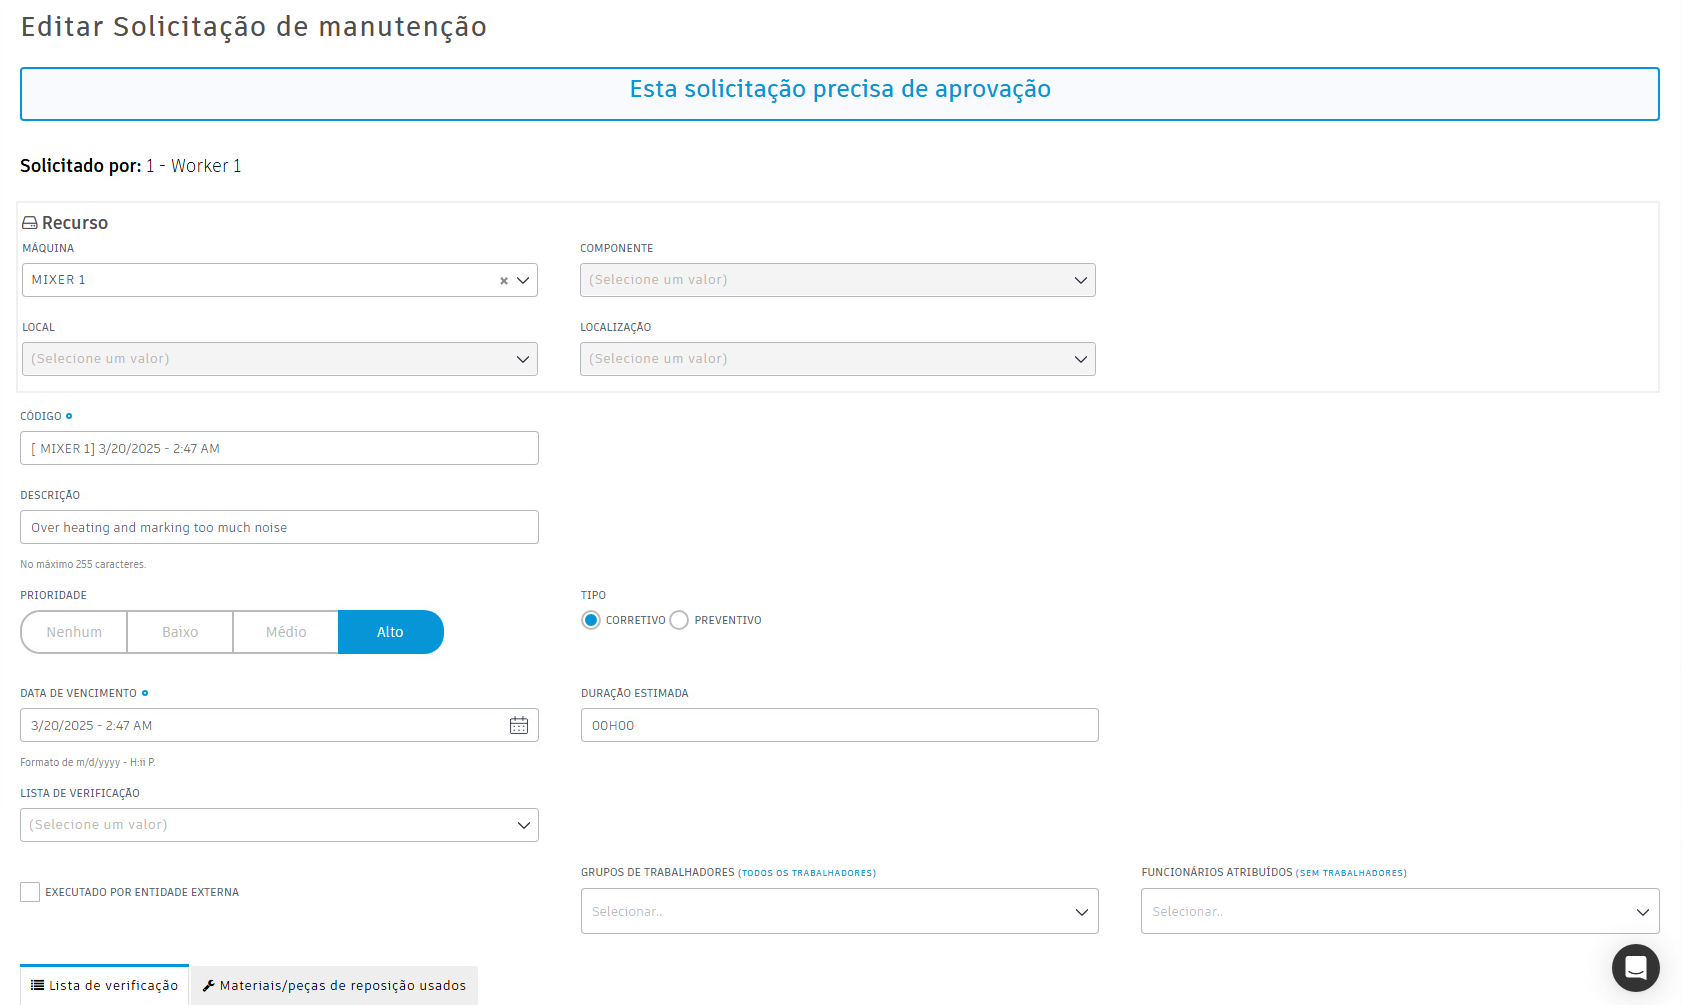 Editar Solicitação de manutenção
Esta solicitação precisa de aprovação
Solicitado por: 1 - Worker 1
Recurso
MÁQUINA
COMPONENTE
MIXER 1
(Selecione um valor)
LOCAL
LOCALIZAÇÃO
(Selecione um valor)
(Selecione um valor)
CÓDIGO
[ MIXER 1] 3/20/2025 - 2:47 AM
DESCRIÇÃO
Over heating and marking too much noise
No máximo 255 caracteres.
PRIORIDADE
TIPO
Nenhum Baixo Médio Alto
CORRETIVO PREVENTIVO
DATA DE VENCIMENTO
DURAÇÃO ESTIMADA
3/20/2025 - 2:47 AM
00H00
Formato de m/d/yyyy - H:ii P.
LISTA DE VERIFICAÇÃO
(Selecione um valor)
GRUPOS DE TRABALHADORES (TODOS OS TRABALHADORES)
FUNCIONÁRIOS ATRIBUÍDOS (SEM TRABALHADORES)
EXECUTADO POR ENTIDADE EXTERNA
Selecionar..
Selecionar..
Lista de verificação
Materiais/peças de reposição usados